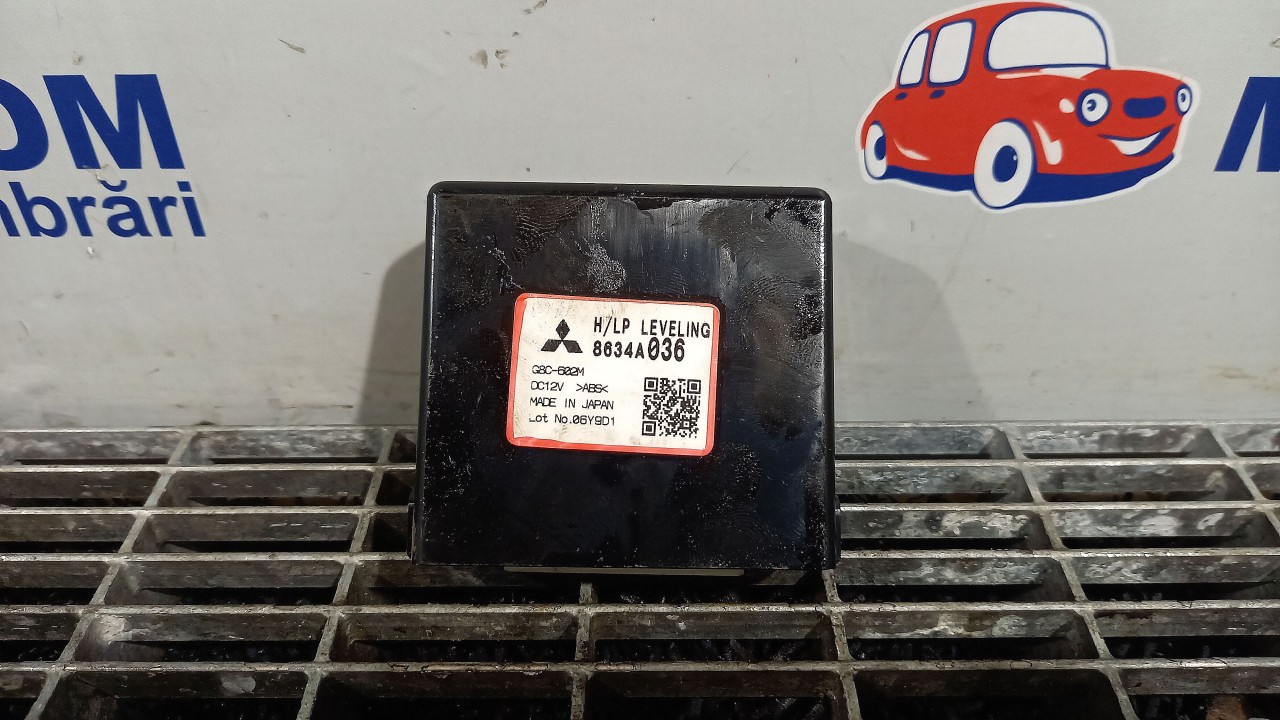 OM
mbrări
M
H/LP LEVELING
8634A036
G8C-602M
DC12V >ABS<
MADE IN JAPAN
Lot No.06Y9D1